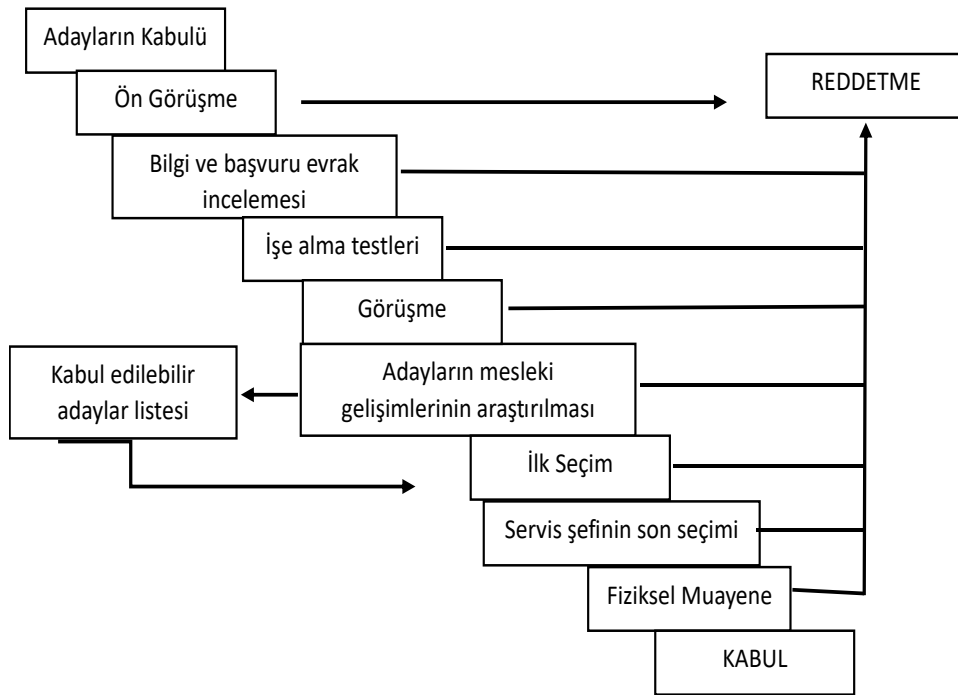 Adayların Kabulü
Ön Görüşme
REDDETME
Bilgi ve başvuru evrak
incelemesi
İşe alma testleri
Görüşme
Kabul edilebilir
adaylar listesi
Adayların mesleki
gelişimlerinin araştırılması
İlk Seçim
Servis şefinin son seçimi
Fiziksel Muayene
KABUL